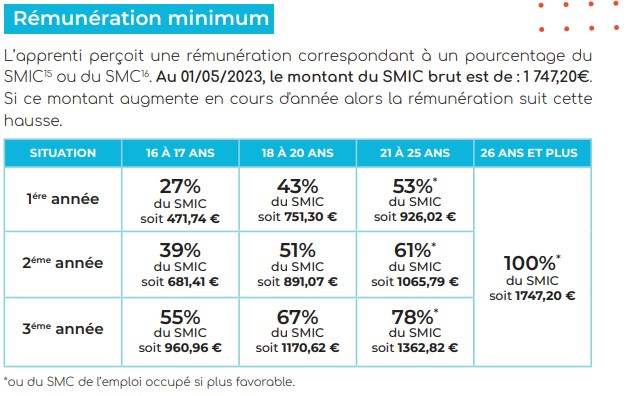 Rémunération minimum
L'apprenti perçoit une rémunération correspondant à un pourcentage du
SMIC¹⁵ ou du SMC¹⁶. Au 01/05/2023, le montant du SMIC brut est de : 1 747,20€.
Si ce montant augmente en cours d'année alors la rémunération suit cette
hausse.
SITUATION 16 À 17 ANS 18 À 20 ANS 21 À 25 ANS 26 ANS ET PLUS
1ére année
27% 43% 53%*
du SMIC du SMIC du SMIC
soit 471,74 € soit 751,30 € soit 926,02 €
2éme année
39% 51% 61%*
du SMIC du SMIC du SMIC
soit 681,41 € soit 891,07 € soit 1065,79 €
100%*
du SMIC
soit 1747,20 €
3éme année
55% 67% 78%*
du SMIC du SMIC du SMIC
soit 960,96 € soit 1170,62 € soit 1362,82 €
*ou du SMC de l'emploi occupé si plus favorable.